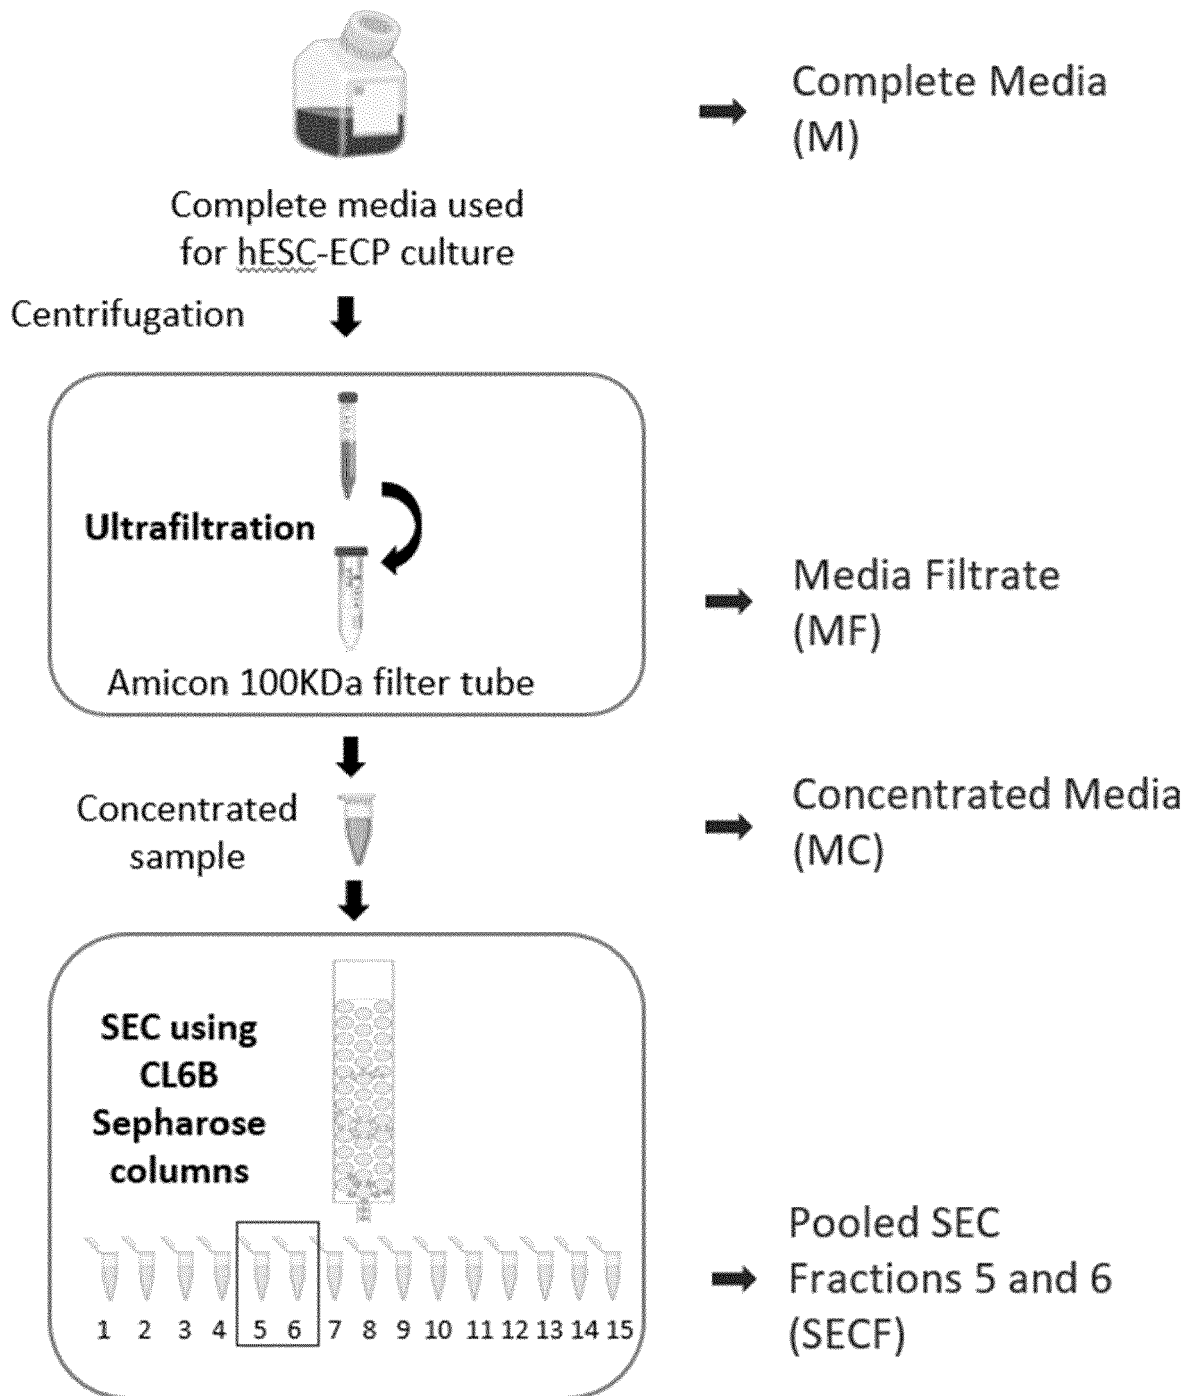 Complete Media
(M)
Complete media used
for hESC-ECP culture
Centrifugation
Ultrafiltration
Amicon 100KDa filter tube
Media Filtrate
(MF)
Concentrated
sample
Concentrated Media
(MC)
SEC using
CL6B
Sepharose
columns
1 2 3 4 5 6 7 8 9 10 11 12 13 14 15
Pooled SEC
Fractions 5 and 6
(SECF)